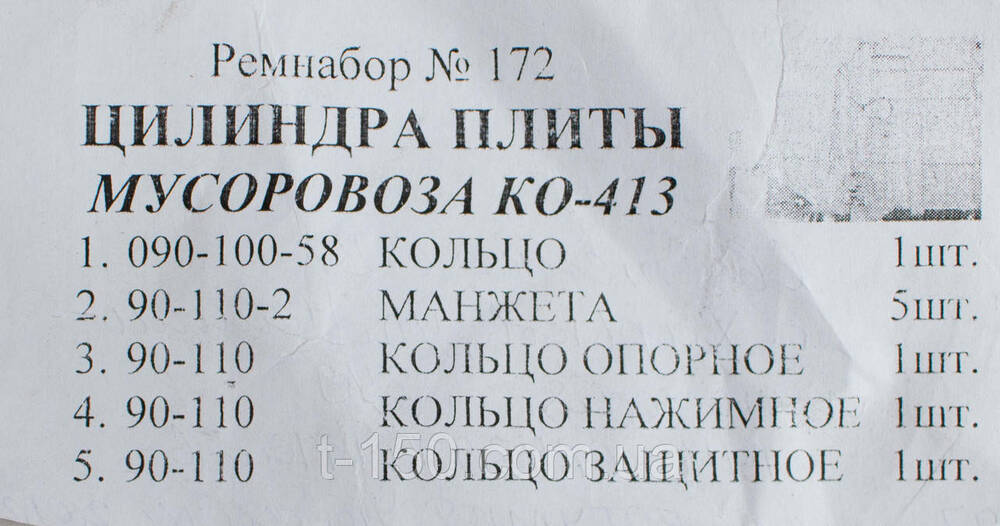 Ремнабор № 172
ЦИЛИНДРА ПЛИТЫ
МУСОРОВОЗА КО-413
1. 090-100-58 КОЛЬЦО 1шт.
2. 90-110-2 МАНЖЕТА 5шт.
3. 90-110 КОЛЬЦО ОПОРНОЕ 1шт.
4. 90-110 КОЛЬЦО НАЖИМНОЕ 1шт.
5. 90-110 КОЛЬЦО ЗАЩИТНОЕ 1шт.
t-150.com.ua